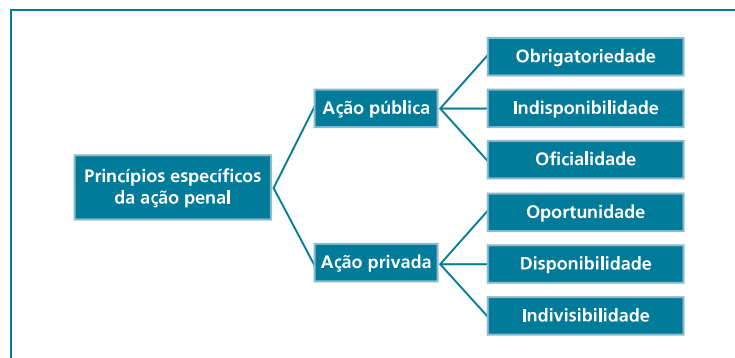 Princípios específicos
da ação penal
Ação pública
Obrigatoriedade
Indisponibilidade
Oficialidade
Ação privada
Oportunidade
Disponibilidade
Indivisibilidade